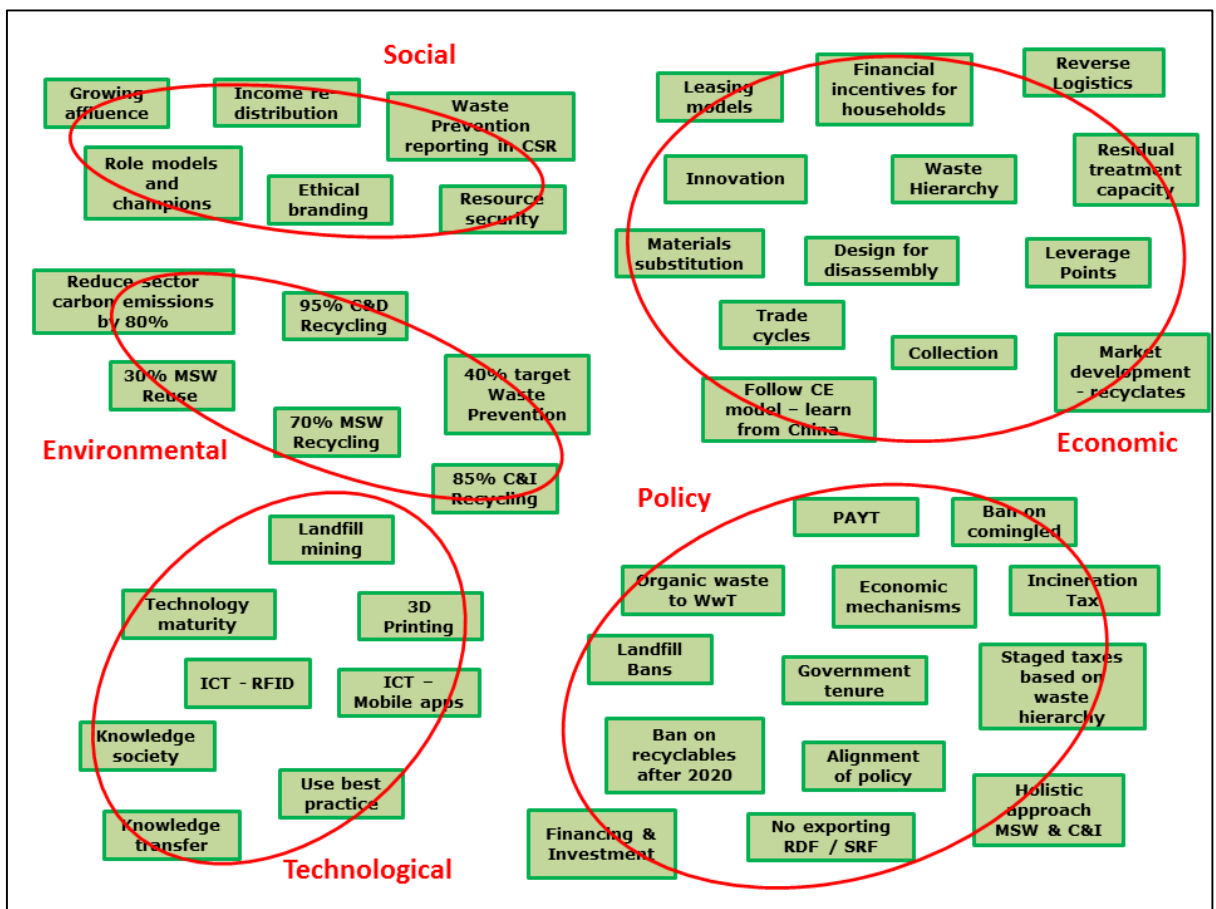 Social
Growing
affluence
Income re
distribution
Waste
Prevention
reporting in CSR
Role models
and
champions
Ethical
branding
Resource
security
Leasing
models
Financial
incentives for
households
Reverse
Logistics
Innovation
Waste
Hierarchy
Residual
treatment
capacity
Materials
substitution
Design for
disassembly
Leverage
Points
Trade
cycles
Collection
Market
development
- recyclates
Follow CE
model – learn
from China
Economic
Reduce sector
carbon emissions
by 80%
95% C&D
Recycling
30% MSW
Reuse
40% target
Waste
Prevention
70% MSW
Recycling
85% C&I
Recycling
Environmental
Landfill
mining
Technology
maturity
3D
Printing
ICT - RFID
ICT –
Mobile apps
Knowledge
society
Use best
practice
Knowledge
transfer
Technological
Policy
PAYT
Ban on
comingled
Organic waste
to WwT
Economic
mechanisms
Incineration
Tax
Landfill
Bans
Government
tenure
Staged taxes
based on
waste
hierarchy
Ban on
recyclables
after 2020
Alignment
of policy
Holistic
approach
MSW & C&I
Financing &
Investment
No exporting
RDF / SRF